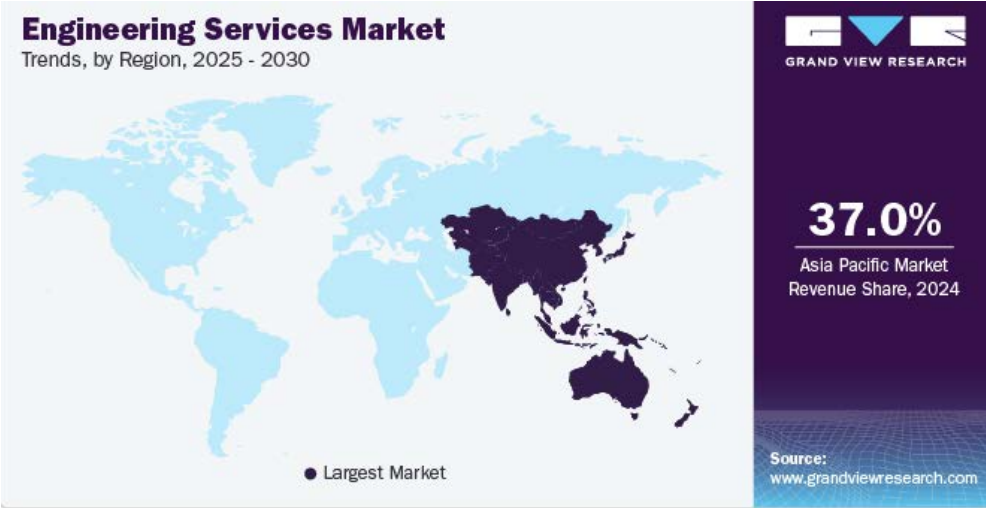 Engineering Services Market
Trends, by Region, 2025 - 2030
GRAND VIEW RESEARCH
37.0%
Asia Pacific Market
Revenue Share, 2024
Largest Market
Source:
www.grandviewresearch.com